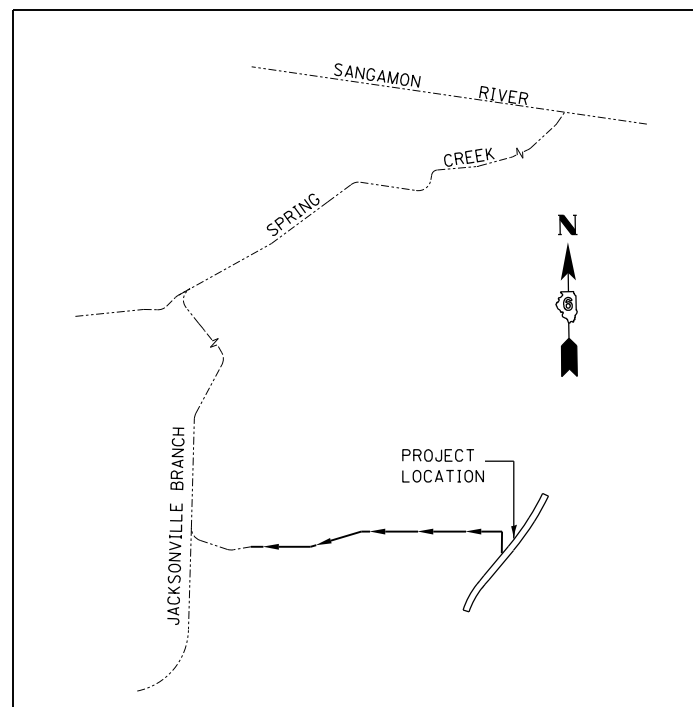 SANGAMON RIVER
CREEK
SPRING
N
6
PROJECT
LOCATION
JACKSONVILLE BRANCH